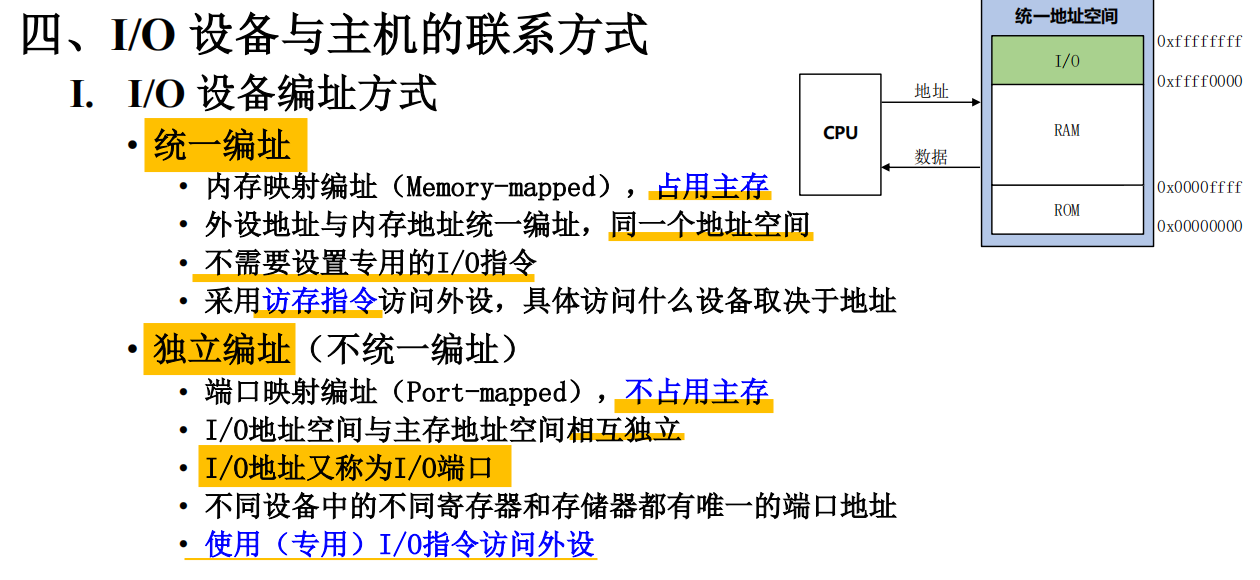 四、I/O 设备与主机的联系方式
I. I/O 设备编址方式
• 统一编址
• 内存映射编址（Memory-mapped），占用主存
• 外设地址与内存地址统一编址，同一个地址空间
• 不需要设置专用的I/O指令
• 采用访存指令访问外设，具体访问什么设备取决于地址
• 独立编址（不统一编址）
• 端口映射编址（Port-mapped），不占用主存
• I/O地址空间与主存地址空间相互独立
• I/O地址又称为I/O端口
• 不同设备中的不同寄存器和存储器都有唯一的端口地址
• 使用（专用）I/O指令访问外设
CPU
地址
数据
统一地址空间
I/O
RAM
ROM
0xffffffff
0xffff0000
0x0000ffff
0x00000000